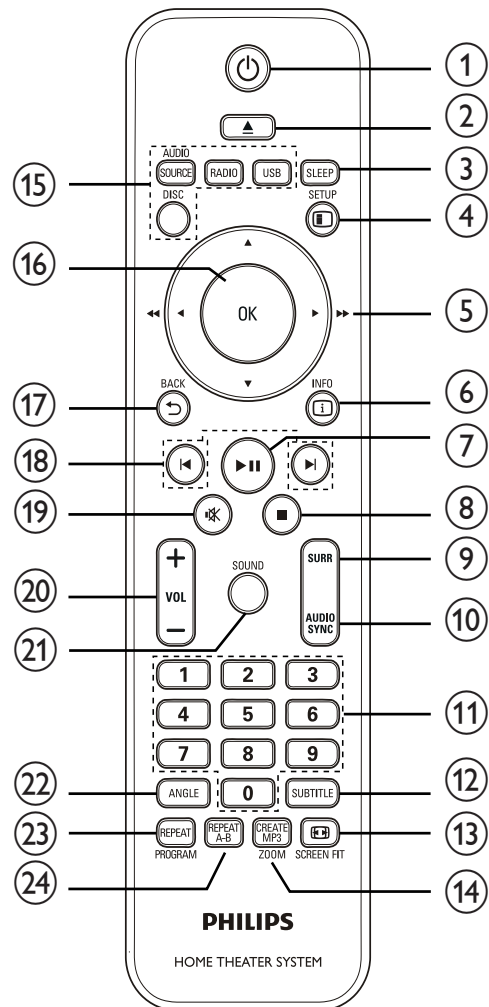 1
2
AUDIO
SOURCE RADIO USB SLEEP
3
15
DISC
SETUP
4
16
OK
5
BACK
INFO
6
17
7
18
8
19
+
VOL
−
SOUND
SURR
9
20
AUDIO
SYNC
10
21
1 2 3
4 5 6
11
7 8 9
22
ANGLE 0 SUBTITLE
12
23
REPEAT REPEAT
A-B CREATE
MP3
13
PROGRAM ZOOM SCREEN FIT
24
14
PHILIPS
HOME THEATER SYSTEM